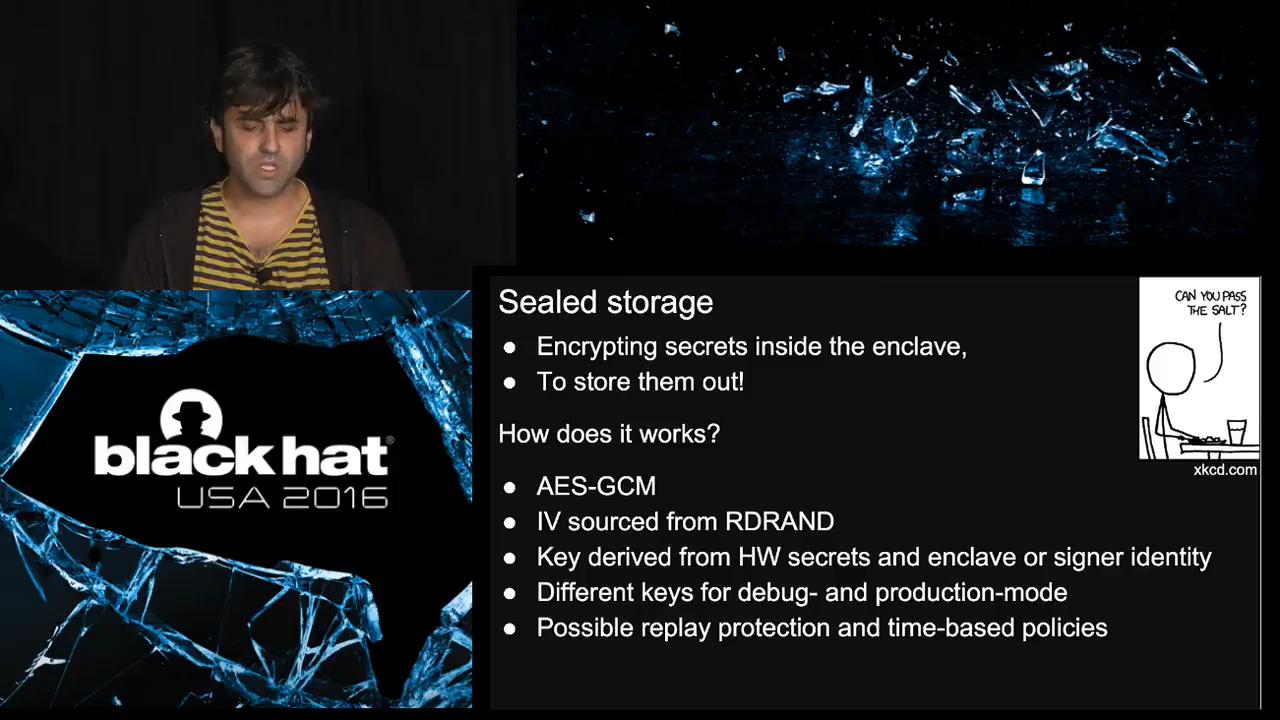 black hat®
USA 2016
Sealed storage
● Encrypting secrets inside the enclave,
● To store them out!
How does it works?
● AES-GCM
● IV sourced from RDRAND
● Key derived from HW secrets and enclave or signer identity
● Different keys for debug- and production-mode
● Possible replay protection and time-based policies
CAN YOU PASS
THE SALT?
xkcd.com